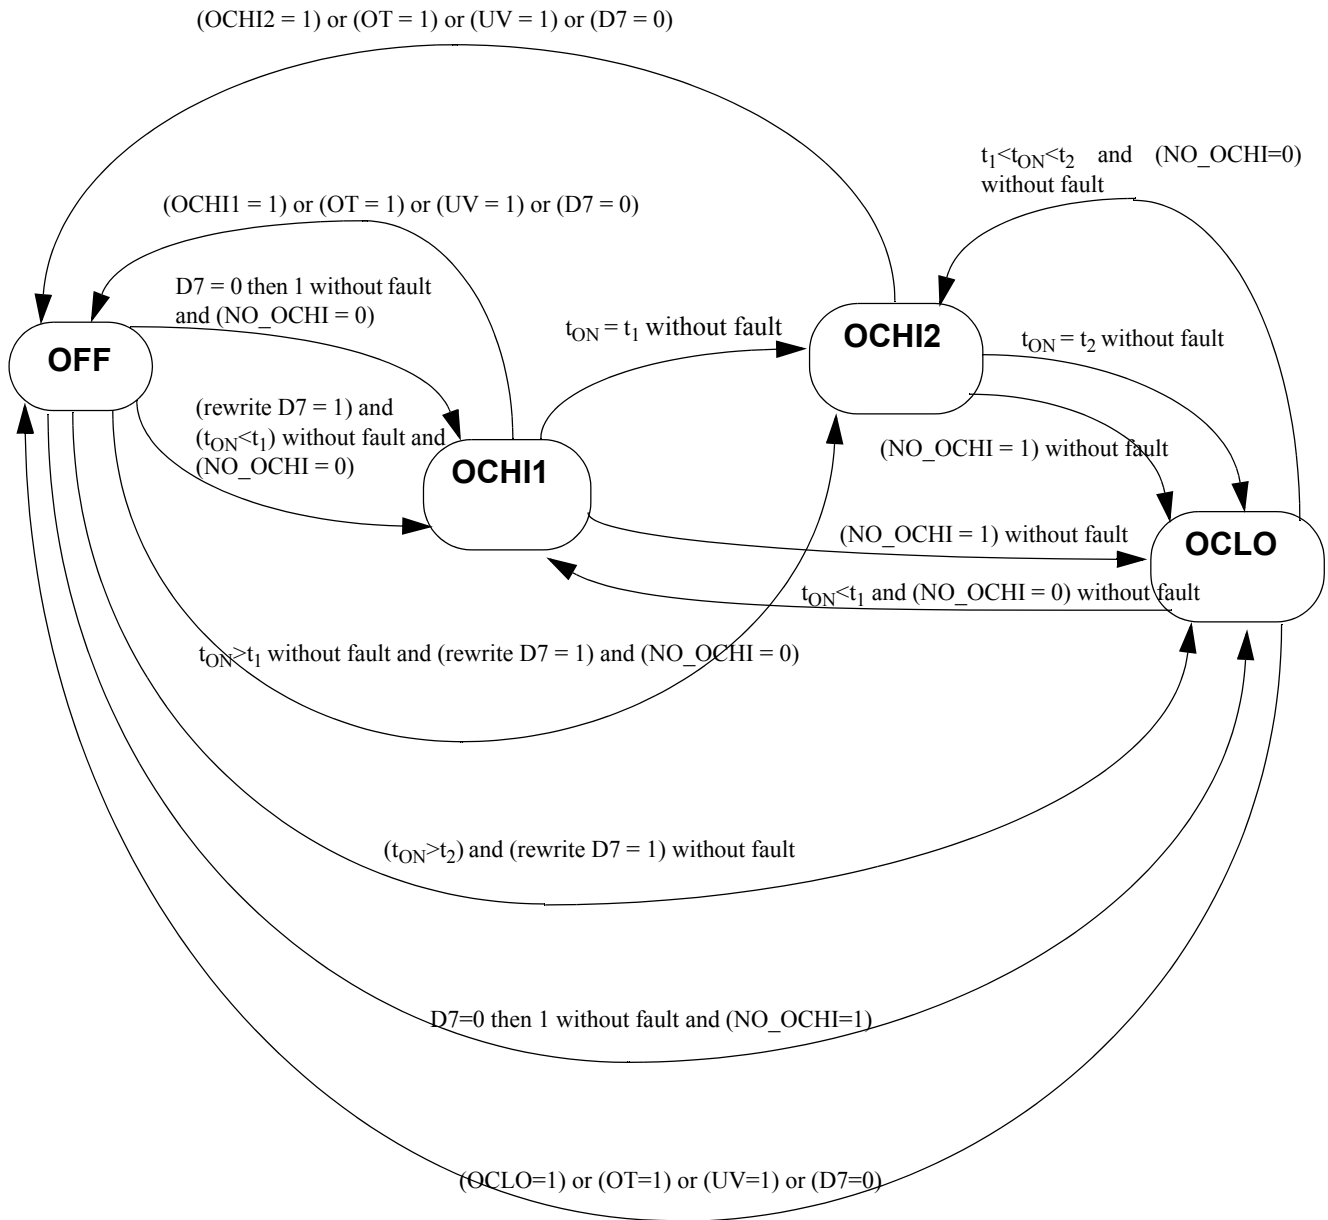 (OCHI2 = 1) or (OT = 1) or (UV = 1) or (D7 = 0)
t1<tON<t2 and (NO_OCHI=0)
without fault
(OCHI1 = 1) or (OT = 1) or (UV = 1) or (D7 = 0)
D7 = 0 then 1 without fault
and (NO_OCHI = 0)
tON = t1 without fault
OCHI2
tON = t2 without fault
OFF
(rewrite D7 = 1) and
(tON<t1) without fault and
(NO_OCHI = 0)
OCHI1
(NO_OCHI = 1) without fault
(NO_OCHI = 1) without fault
OCLO
tON<t1 and (NO_OCHI = 0) without fault
tON>t1 without fault and (rewrite D7 = 1) and (NO_OCHI = 0)
(tON>t2) and (rewrite D7 = 1) without fault
D7=0 then 1 without fault and (NO_OCHI=1)
(OCLO=1) or (OT=1) or (UV=1) or (D7=0)